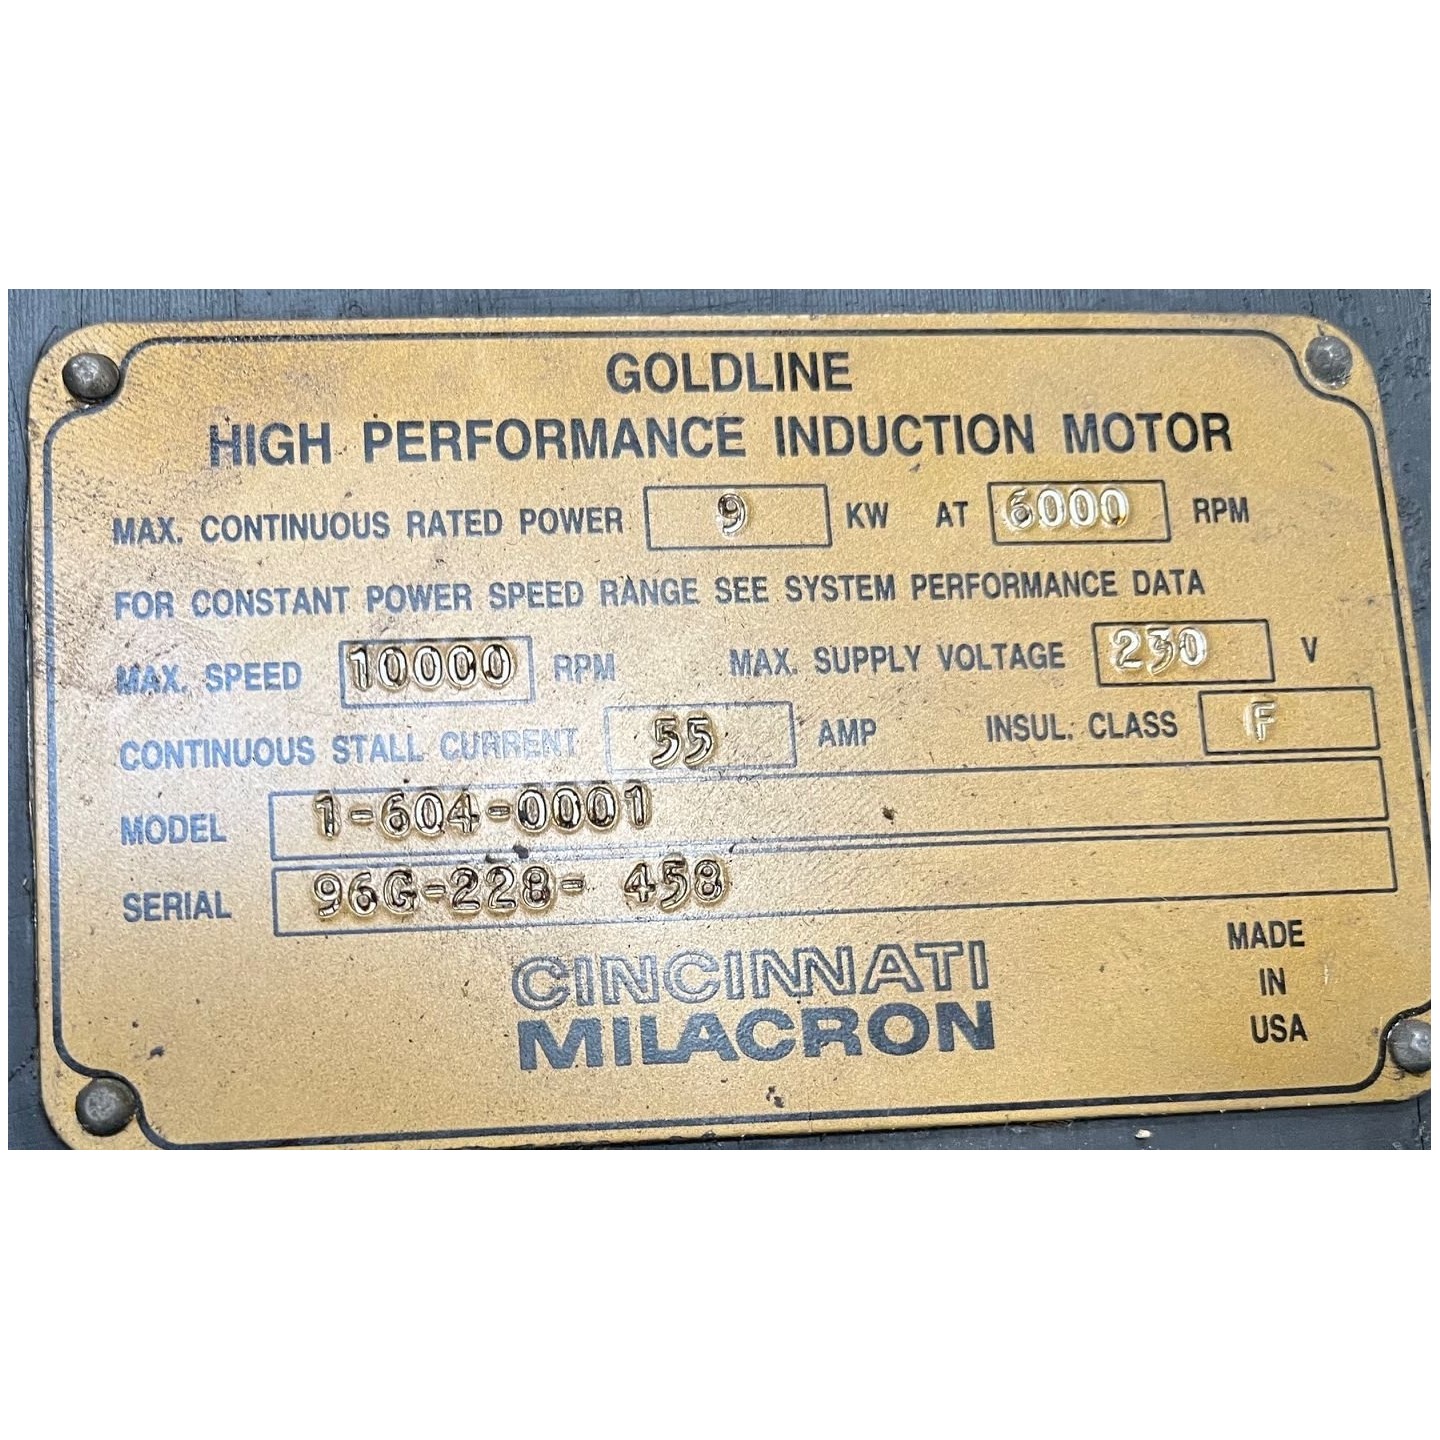 GOLDLINE
HIGH PERFORMANCE INDUCTION MOTOR
MAX. CONTINUOUS RATED POWER 9 KW AT 6000 RPM
FOR CONSTANT POWER SPEED RANGE SEE SYSTEM PERFORMANCE DATA
MAX. SPEED 10000 RPM MAX. SUPPLY VOLTAGE 230 V
CONTINUOUS STALL CURRENT 55 AMP INSUL. CLASS F
MODEL 1-604-0001
SERIAL 96G-228- 458
CINCINNATI
MILACRON
MADE
IN
USA